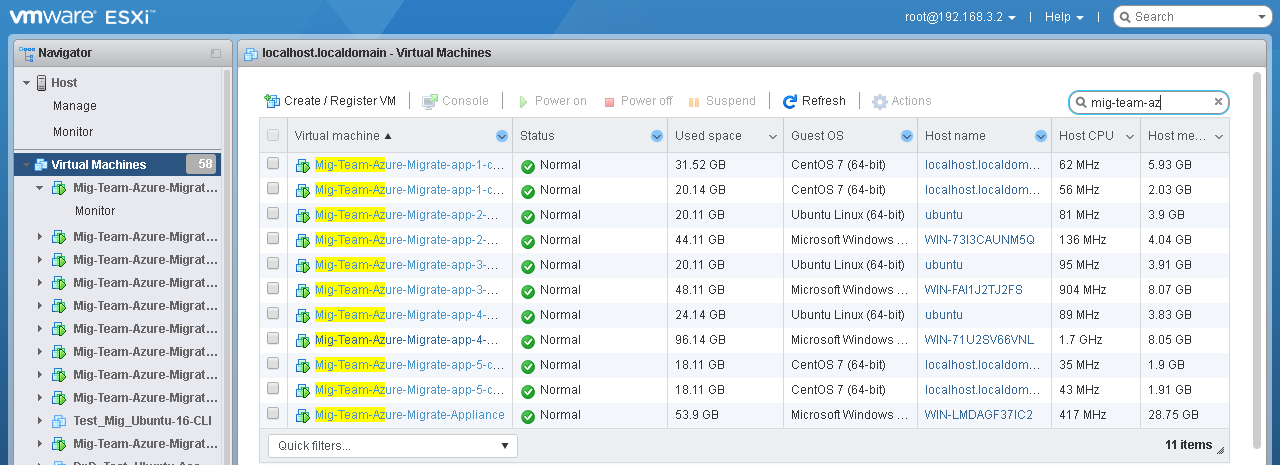 vmware ESXi
root@192.168.3.2 | Help | Search
Navigator
Host
Manage
Monitor
Virtual Machines 58
Mig-Team-Azure-Migrat...
Monitor
Mig-Team-Azure-Migrat...
Mig-Team-Azure-Migrat...
Mig-Team-Azure-Migrat...
Mig-Team-Azure-Migrat...
Mig-Team-Azure-Migrat...
Mig-Team-Azure-Migrat...
Mig-Team-Azure-Migrat...
Mig-Team-Azure-Migrat...
Test_Mig_Ubuntu-16-CLI
Mig-Team-Azure-Migrat...
localhost.localdomain - Virtual Machines
Create / Register VM | Console | Power on Power off Suspend | Refresh | Actions
mig-team-az
Virtual machine Status Used space Guest OS Host name Host CPU Host me...
Mig-Team-Azure-Migrate-app-1-c... Normal 31.52 GB CentOS 7 (64-bit) localhost.localdom... 62 MHz 5.93 GB
Mig-Team-Azure-Migrate-app-1-c... Normal 20.14 GB CentOS 7 (64-bit) localhost.localdom... 56 MHz 2.03 GB
Mig-Team-Azure-Migrate-app-2-... Normal 20.11 GB Ubuntu Linux (64-bit) ubuntu 81 MHz 3.9 GB
Mig-Team-Azure-Migrate-app-2-... Normal 44.11 GB Microsoft Windows ... WIN-73I3CAUNM5Q 136 MHz 4.04 GB
Mig-Team-Azure-Migrate-app-3-... Normal 20.11 GB Ubuntu Linux (64-bit) ubuntu 95 MHz 3.91 GB
Mig-Team-Azure-Migrate-app-3-... Normal 48.11 GB Microsoft Windows ... WIN-FAI1J2TJ2FS 904 MHz 8.07 GB
Mig-Team-Azure-Migrate-app-4-... Normal 24.14 GB Ubuntu Linux (64-bit) ubuntu 89 MHz 3.83 GB
Mig-Team-Azure-Migrate-app-4-... Normal 96.14 GB Microsoft Windows ... WIN-71U2SV66VNL 1.7 GHz 8.05 GB
Mig-Team-Azure-Migrate-app-5-c... Normal 18.11 GB CentOS 7 (64-bit) localhost.localdom... 35 MHz 1.9 GB
Mig-Team-Azure-Migrate-app-5-c... Normal 18.11 GB CentOS 7 (64-bit) localhost.localdom... 43 MHz 1.91 GB
Mig-Team-Azure-Migrate-Appliance Normal 53.9 GB Microsoft Windows ... WIN-LMDAGF37IC2 417 MHz 28.75 GB
Quick filters... 11 items